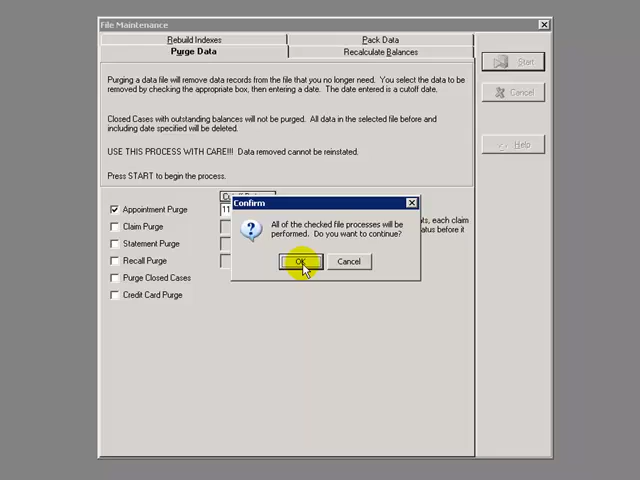 File Maintenance
Rebuild Indexes
Pack Data
Purge Data
Recalculate Balances
Start
Cancel
Help
Purging a data file will remove data records from the file that you no longer need. You select the data to be
removed by checking the appropriate box, then entering a date. The date entered is a cutoff date.
Closed Cases with outstanding balances will not be purged. All data in the selected file before and
including date specified will be deleted.
USE THIS PROCESS WITH CARE!!! Data removed cannot be reinstated.
Press START to begin the process.
Appointment Purge
11
Claim Purge
Statement Purge
Recall Purge
Purge Closed Cases
Credit Card Purge
Confirm
All of the checked file processes will be
performed. Do you want to continue?
OK
Cancel
each claim
before it